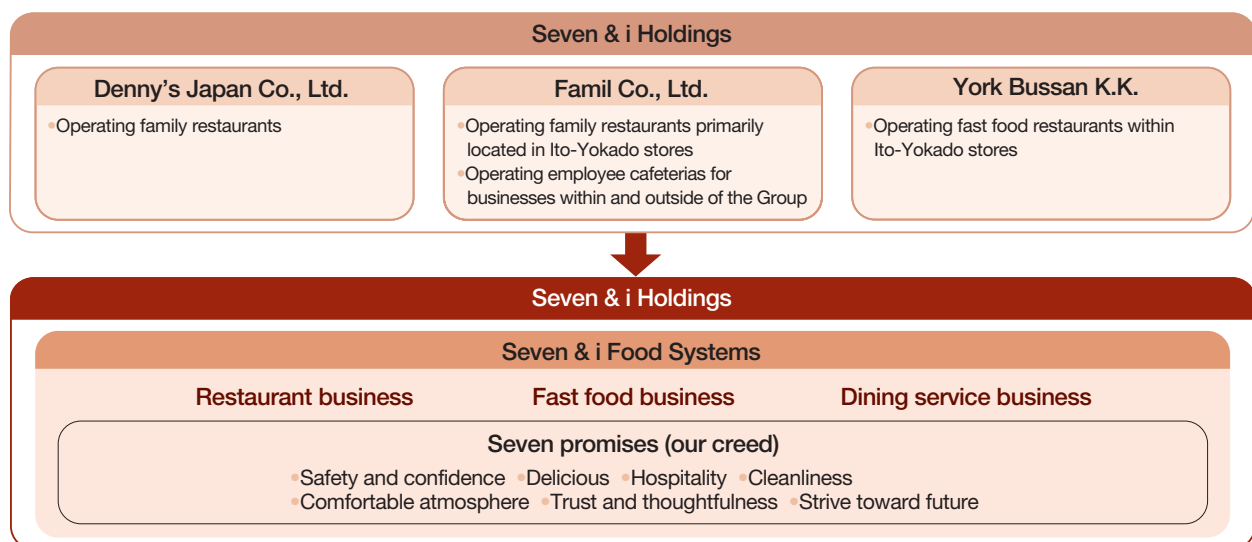 Seven & i Holdings
Denny's Japan Co., Ltd.
•Operating family restaurants
Famil Co., Ltd.
•Operating family restaurants primarily
located in Ito-Yokado stores
•Operating employee cafeterias for
businesses within and outside of the Group
York Bussan K.K.
•Operating fast food restaurants within
Ito-Yokado stores
Seven & i Holdings
Seven & i Food Systems
Restaurant business Fast food business Dining service business
Seven promises (our creed)
•Safety and confidence •Delicious •Hospitality •Cleanliness
•Comfortable atmosphere •Trust and thoughtfulness •Strive toward future